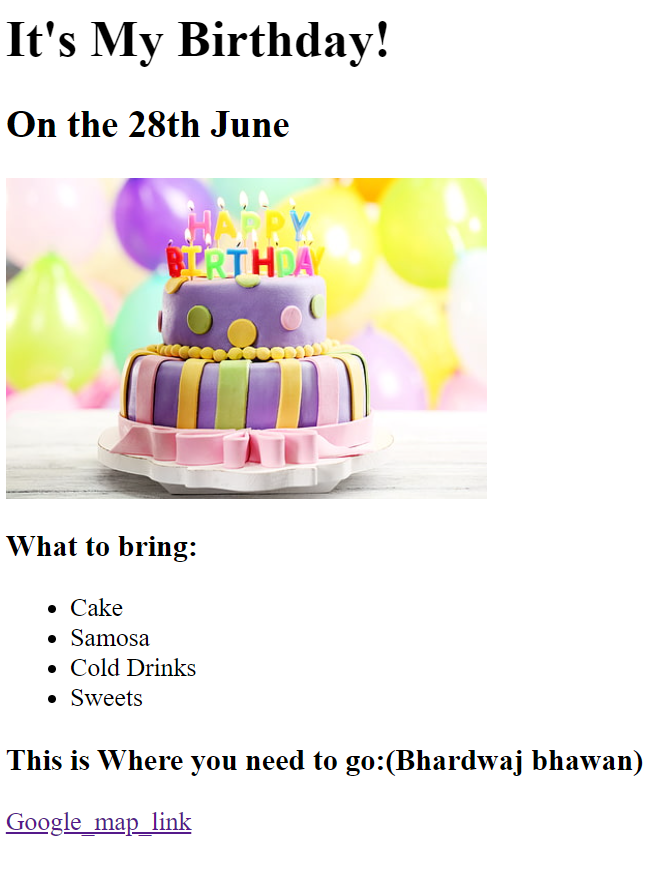 It's My Birthday!
On the 28th June
HAPPY
BIRTHDAY
What to bring:
Cake
Samosa
Cold Drinks
Sweets
This is Where you need to go:(Bhardwaj bhawan)
Google_map_link